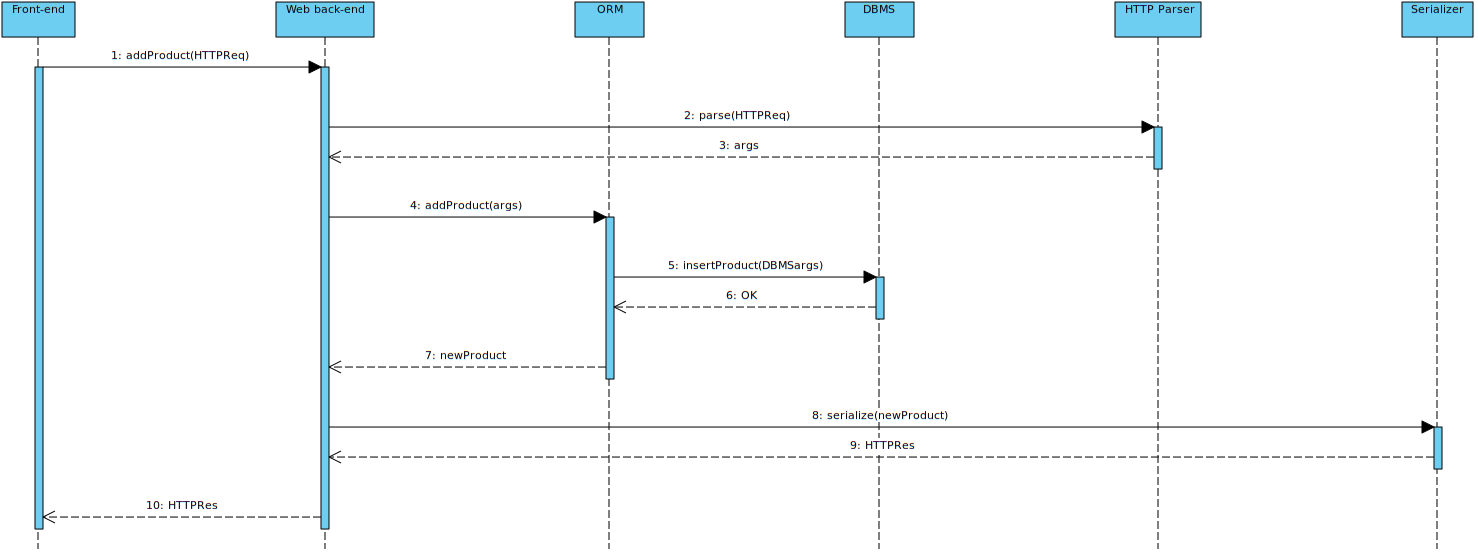 Front-end
Web back-end
ORM
DBMS
HTTP Parser
Serializer
1: addProduct(HTTPReq)
2: parse(HTTPReq)
3: args
4: addProduct(args)
5: insertProduct(DBMSargs)
6: OK
7: newProduct
8: serialize(newProduct)
9: HTTPRes
10: HTTPRes